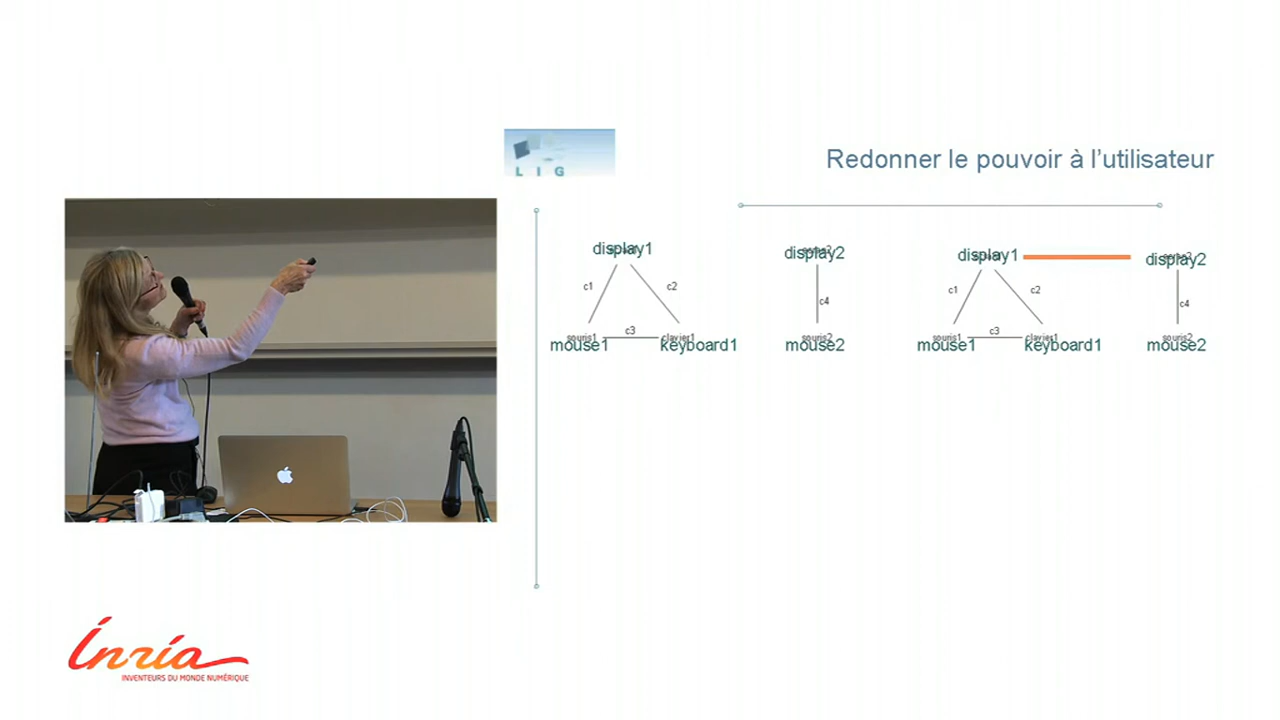 L I G
Redonner le pouvoir à l'utilisateur
display1
display2
display1
display2
c1
c2
c4
c1
c2
c4
c3
c3
souris1
clavier1
souris2
souris1
clavier1
souris2
mouse1
keyboard1
mouse2
mouse1
keyboard1
mouse2
inria
INVENTEURS DU MONDE NUMÉRIQUE